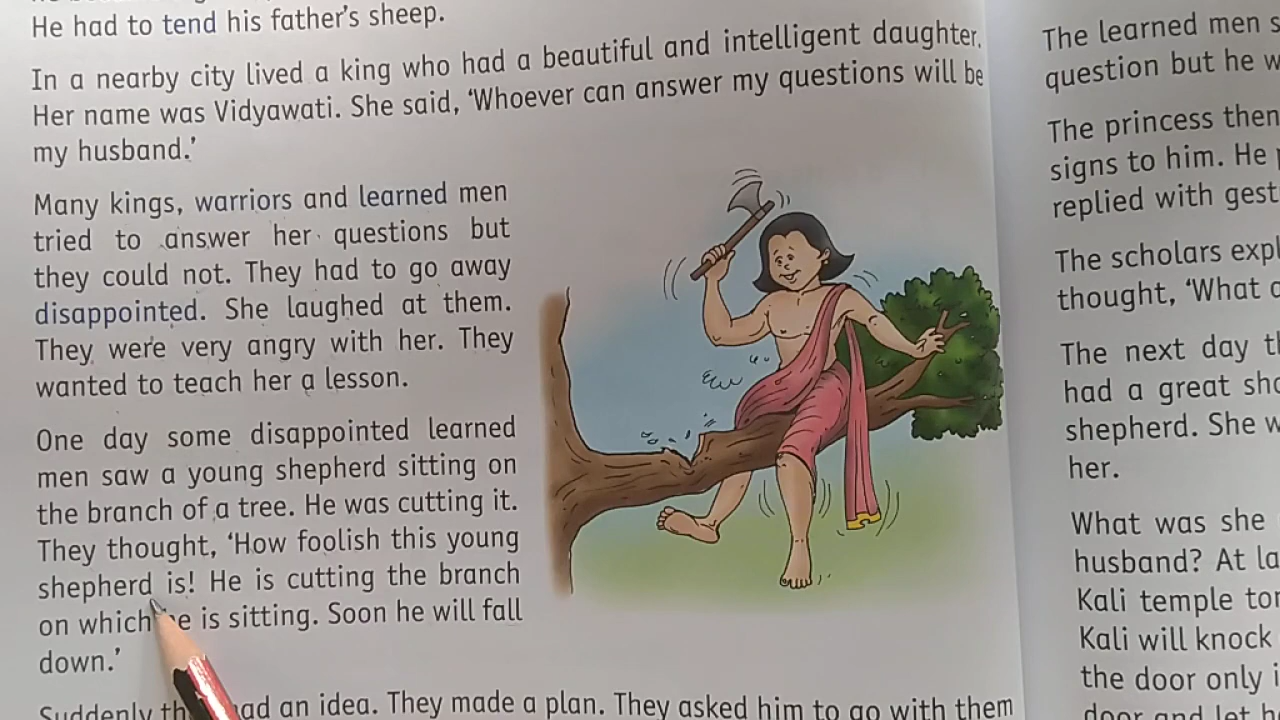 He had to tend his father's sheep.
In a nearby city lived a king who had a beautiful and intelligent daughter.
Her name was Vidyawati. She said, 'Whoever can answer my questions will be
my husband.'
Many kings, warriors and learned men
tried to answer her questions but
they could not. They had to go away
disappointed. She laughed at them.
They were very angry with her. They
wanted to teach her a lesson.
One day some disappointed learned
men saw a young shepherd sitting on
the branch of a tree. He was cutting it.
They thought, 'How foolish this young
shepherd is! He is cutting the branch
on which he is sitting. Soon he will fall
down.'
Suddenly had an idea. They made a plan. They asked him to go with them
The learned men
question but he
The princess then
signs to him. He
replied with
The scholars
thought, 'What
The next day
had a great
shepherd. She
her.
What was she
husband? At
Kali temple
Kali will knock
the door only
door and let